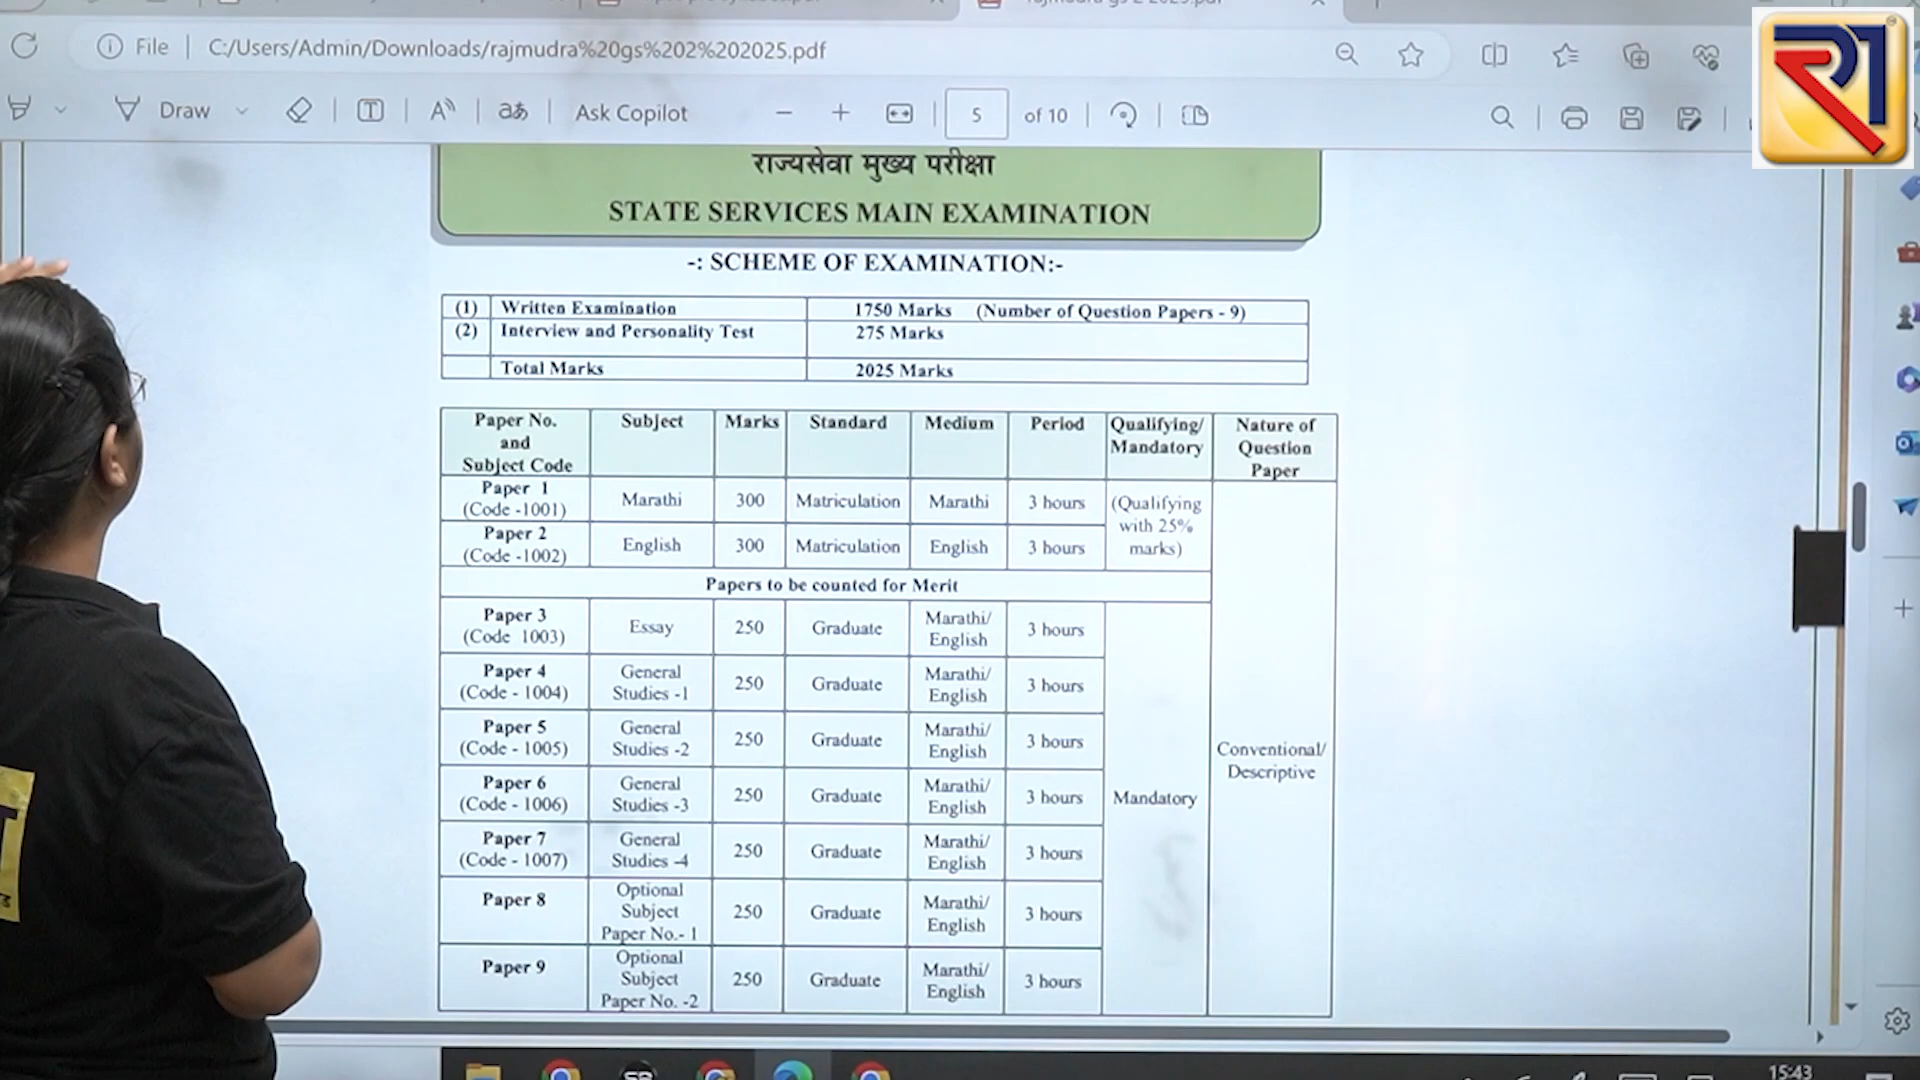 File | C:/Users/Admin/Downloads/rajmudra%20gs%202%202025.pdf
Draw
Ask Copilot
5 of 10
राज्यसेवा मुख्य परीक्षा
STATE SERVICES MAIN EXAMINATION
-: SCHEME OF EXAMINATION:-
(1) Written Examination 1750 Marks (Number of Question Papers - 9)
(2) Interview and Personality Test 275 Marks
Total Marks 2025 Marks
Paper No. and Subject Code Subject Marks Standard Medium Period Qualifying/ Mandatory Nature of Question Paper
Paper 1 (Code -1001) Marathi 300 Matriculation Marathi 3 hours (Qualifying with 25% marks)
Paper 2 (Code -1002) English 300 Matriculation English 3 hours
Papers to be counted for Merit
Paper 3 (Code 1003) Essay 250 Graduate Marathi/ English 3 hours
Paper 4 (Code - 1004) General Studies -1 250 Graduate Marathi/ English 3 hours
Paper 5 (Code - 1005) General Studies -2 250 Graduate Marathi/ English 3 hours
Conventional/ Descriptive
Paper 6 (Code - 1006) General Studies -3 250 Graduate Marathi/ English 3 hours Mandatory
Paper 7 (Code - 1007) General Studies -4 250 Graduate Marathi/ English 3 hours
Paper 8 Optional Subject Paper No.- 1 250 Graduate Marathi/ English 3 hours
Paper 9 Optional Subject Paper No. -2 250 Graduate Marathi/ English 3 hours
15:43